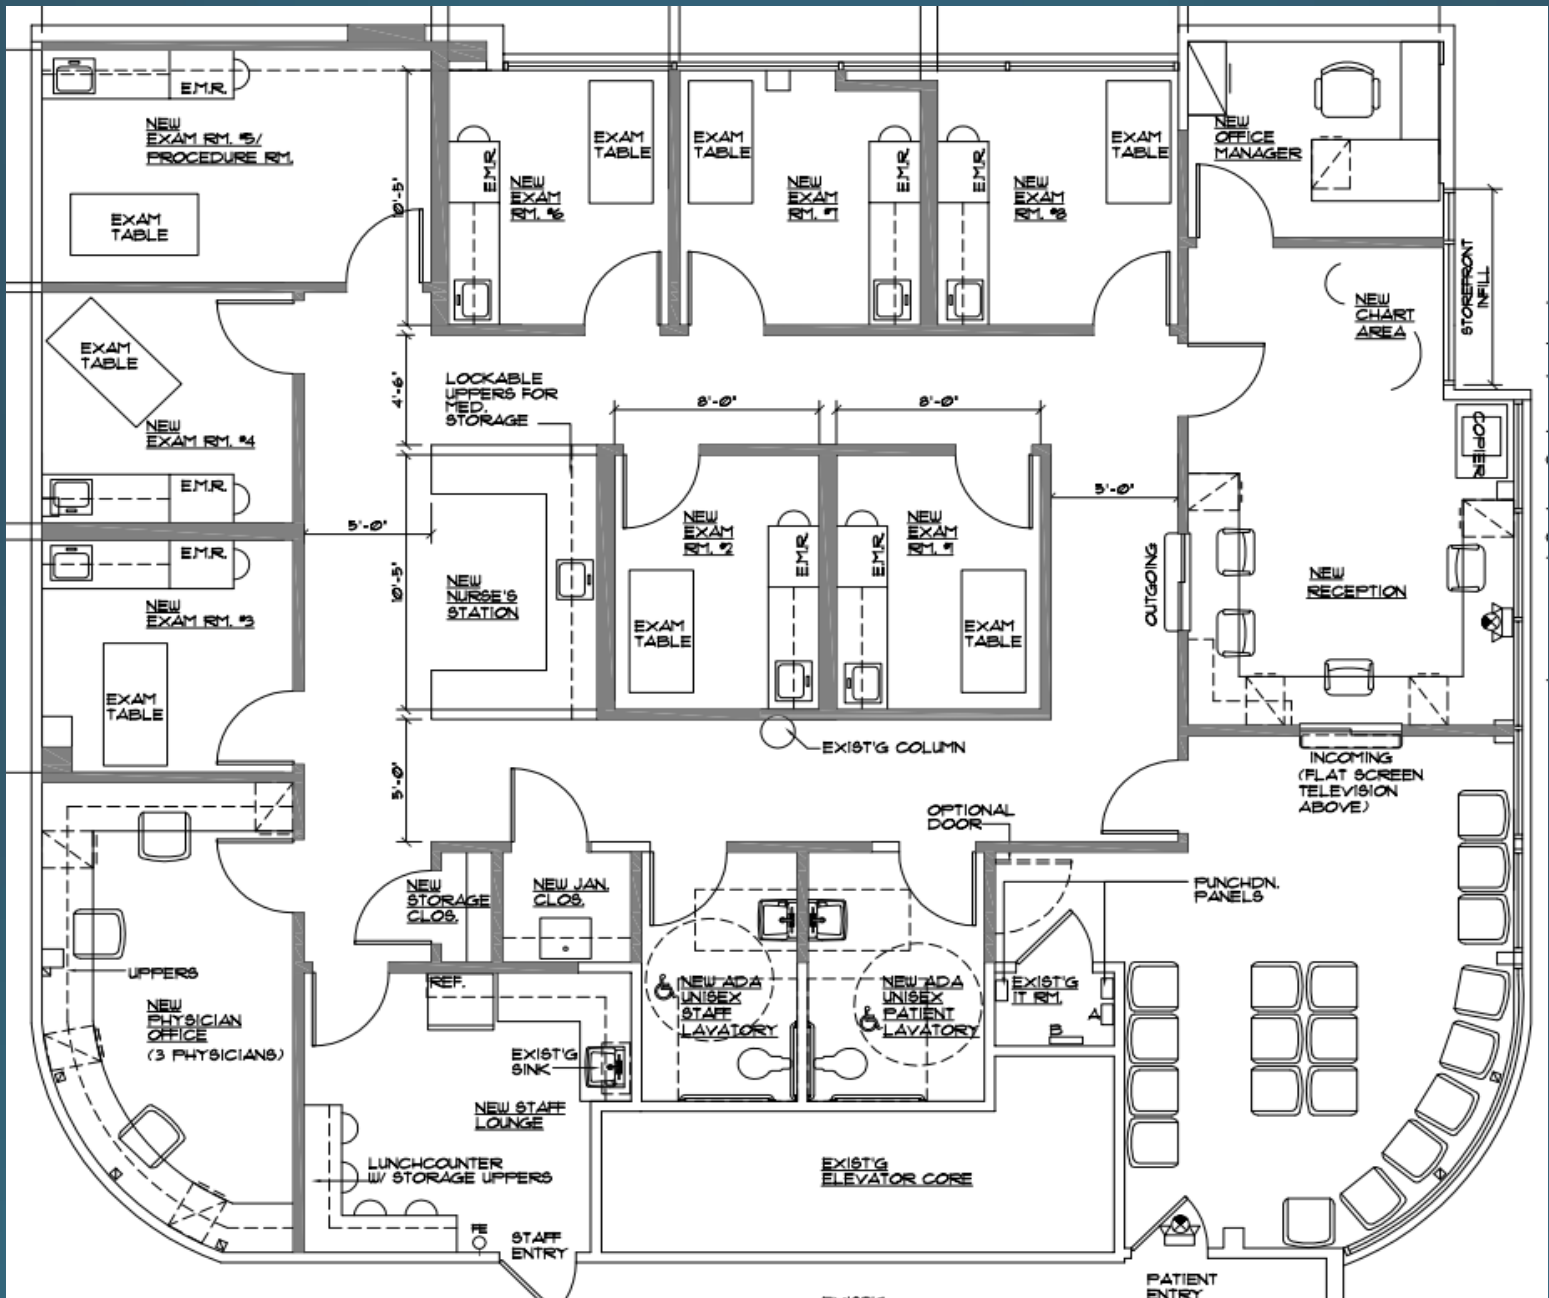 E.M.R.
NEW
EXAM RM. #5/
PROCEDURE RM.
EXAM
TABLE
10'-5"
E.M.R.
NEW
EXAM
RM. #6
EXAM
TABLE
EXAM
TABLE
NEW
EXAM
RM. #7
E.M.R.
E.M.R.
NEW
EXAM
RM. #8
EXAM
TABLE
NEW
OFFICE
MANAGER
STOREFRONT
INFILL
NEW
CHART
AREA
COPIER
EXAM
TABLE
NEW
EXAM RM. #4
E.M.R.
4'-6"
LOCKABLE
UPPERS FOR
MED.
STORAGE
8'-0"
8'-0"
5'-0"
5'-0"
E.M.R.
NEW
EXAM RM. #3
EXAM
TABLE
10'-5"
NEW
NURSE'S
STATION
NEW
EXAM
RM. #2
E.M.R.
EXAM
TABLE
E.M.R.
NEW
EXAM
RM. #1
EXAM
TABLE
OUTGOING
NEW
RECEPTION
EXIST'G COLUMN
5'-0"
INCOMING
(FLAT SCREEN
TELEVISION
ABOVE)
OPTIONAL
DOOR
PUNCHDN.
PANELS
NEW
STORAGE
CLOS.
NEW JAN.
CLOS.
UPPERS
NEW
PHYSICIAN
OFFICE
(3 PHYSICIANS)
REF.
EXIST'G
SINK
NEW ADA
UNISEX
STAFF
LAVATORY
NEW ADA
UNISEX
PATIENT
LAVATORY
EXIST'G
IT RM.
A
B
NEW STAFF
LOUNGE
LUNCHCOUNTER
W/ STORAGE UPPERS
EXIST'G
ELEVATOR CORE
FE
STAFF
ENTRY
PATIENT
ENTRY